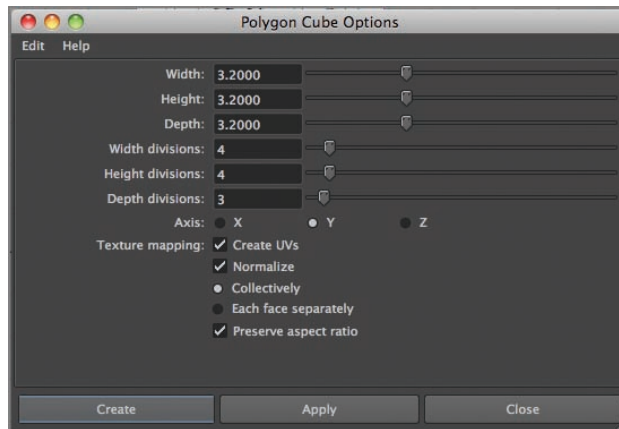 Polygon Cube Options
Edit Help
Width: 3.2000
Height: 3.2000
Depth: 3.2000
Width divisions: 4
Height divisions: 4
Depth divisions: 3
Axis: X Y Z
Texture mapping: Create UVs
Normalize
Collectively
Each face separately
Preserve aspect ratio
Create Apply Close